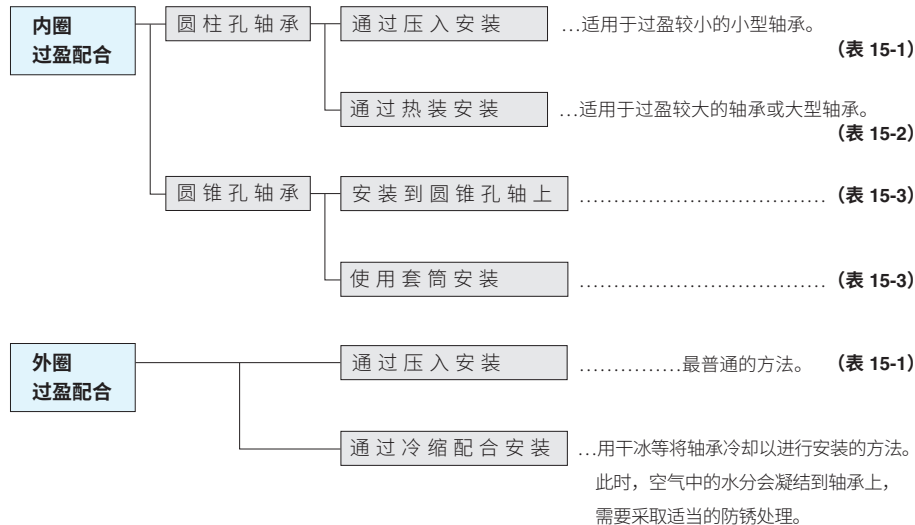 内圈
过盈配合
圆柱孔轴承
通过压入安装 …适用于过盈较小的小型轴承。
(表 15-1)
通过热装安装 …适用于过盈较大的轴承或大型轴承。
(表 15-2)
圆锥孔轴承
安装到圆锥孔轴上 .................................... (表 15-3)
使用套筒安装 .................................... (表 15-3)
外圈
过盈配合
通过压入安装 ...............最普通的方法。 (表 15-1)
通过冷缩配合安装 …用干冰等将轴承冷却以进行安装的方法。
此时，空气中的水分会凝结到轴承上，
需要采取适当的防锈处理。